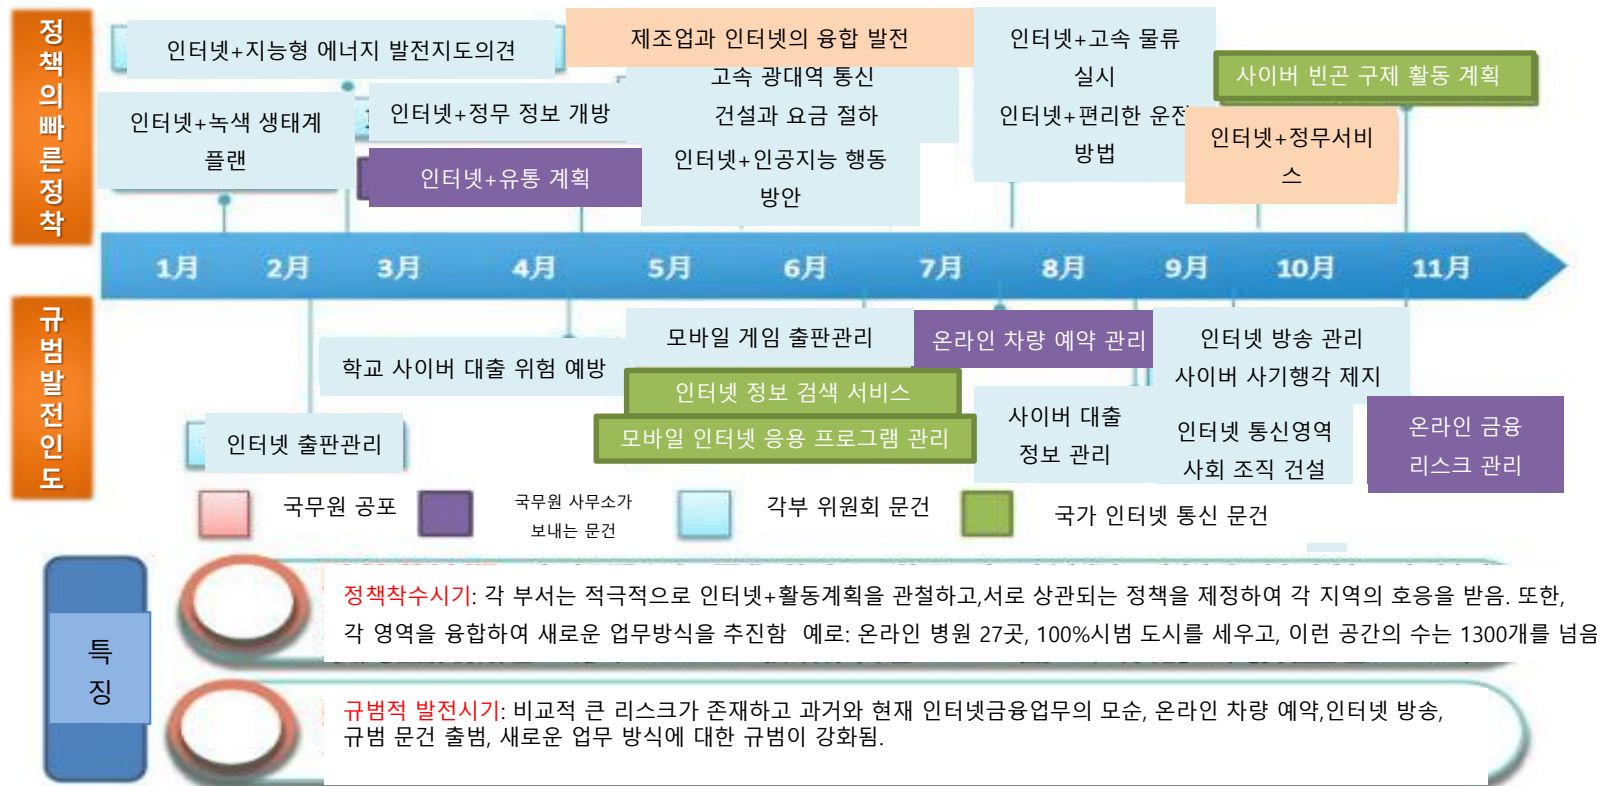 정책의빠른정착
인터넷+지능형 에너지 발전지도의견
제조업과 인터넷의 융합 발전
인터넷+고속 물류
실시
인터넷+편리한 운전
방법
사이버 빈곤 구제 활동 계획
인터넷+녹색 생태계
플랜
인터넷+정무 정보 개방
고속 광대역 통신
건설과 요금 절하
인터넷+정무서비
스
인터넷+유통 계획
인터넷+인공지능 행동
방안
1月 2月 3月 4月 5月 6月 7月 8月 9月 10月 11月
규범발전인도
학교 사이버 대출 위험 예방
모바일 게임 출판관리
온라인 차량 예약 관리
인터넷 방송 관리
사이버 사기행각 제지
인터넷 정보 검색 서비스
인터넷 출판관리
모바일 인터넷 응용 프로그램 관리
사이버 대출
정보 관리
인터넷 통신영역
사회 조직 건설
온라인 금융
리스크 관리
국무원 공포
국무원 사무소가
보내는 문건
각부 위원회 문건
국가 인터넷 통신 문건
특
징
정책착수시기: 각 부서는 적극적으로 인터넷+활동계획을 관철하고,서로 상관되는 정책을 제정하여 각 지역의 호응을 받음. 또한,
각 영역을 융합하여 새로운 업무방식을 추진함 예로: 온라인 병원 27곳, 100%시범 도시를 세우고, 이런 공간의 수는 1300개를 넘음
규범적 발전시기: 비교적 큰 리스크가 존재하고 과거와 현재 인터넷금융업무의 모순, 온라인 차량 예약,인터넷 방송,
규범 문건 출범, 새로운 업무 방식에 대한 규범이 강화됨.